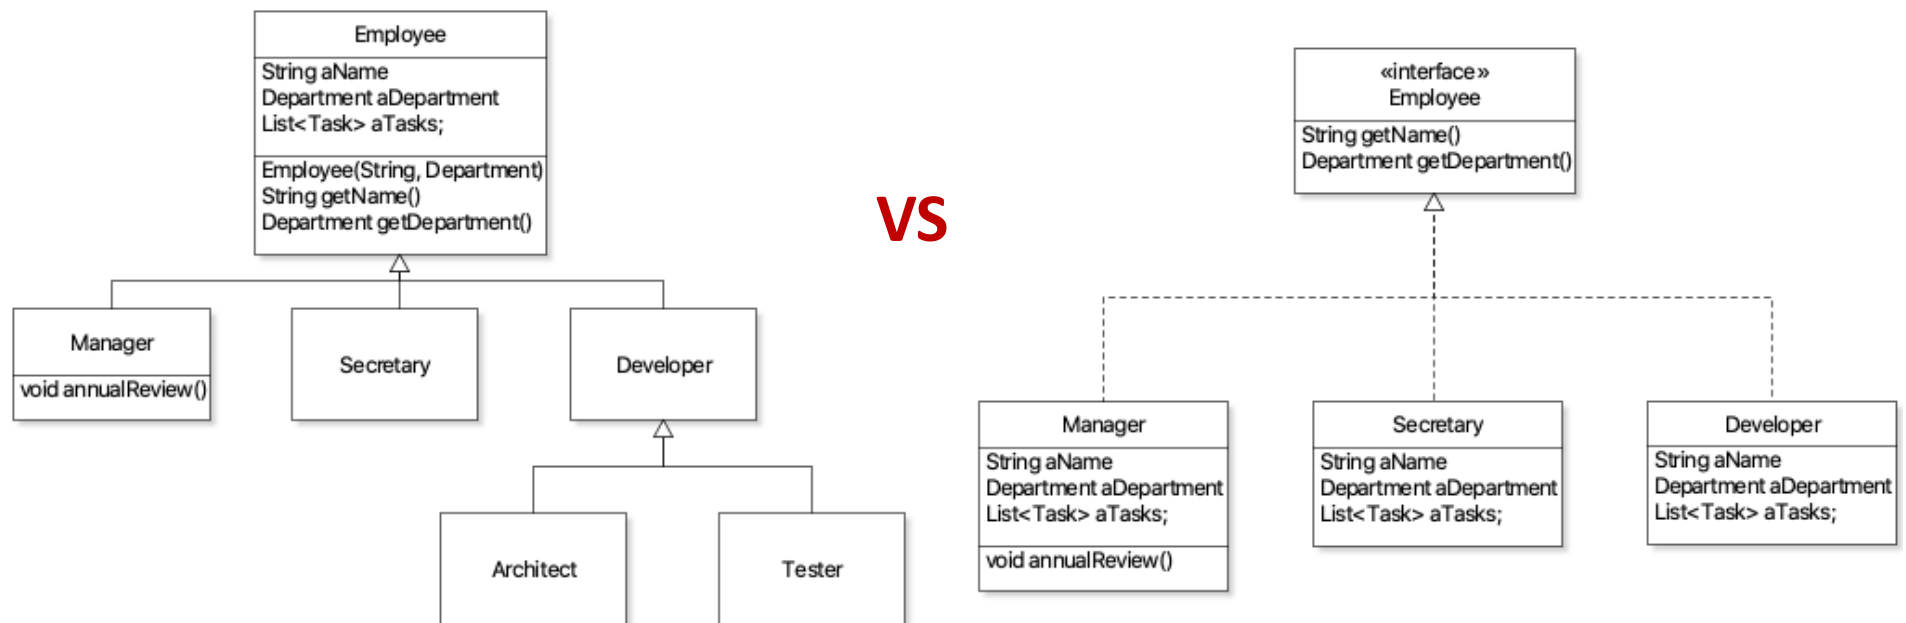 Employee
String aName
Department aDepartment
List<Task> aTasks;
Employee(String, Department)
String getName()
Department getDepartment()
Manager
void annualReview()
Secretary
Developer
Architect
Tester
VS
«interface»
Employee
String getName()
Department getDepartment()
Manager
String aName
Department aDepartment
List<Task> aTasks;
void annualReview()
Secretary
String aName
Department aDepartment
List<Task> aTasks;
Developer
String aName
Department aDepartment
List<Task> aTasks;